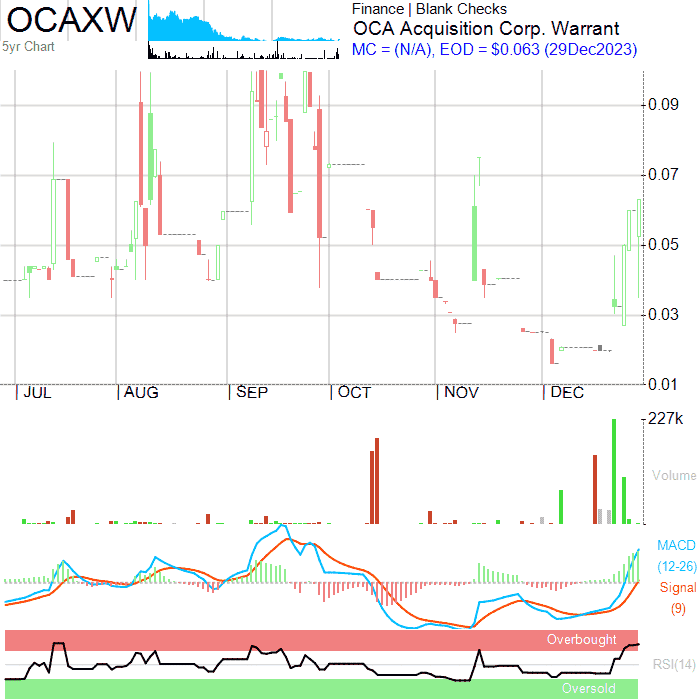 OCAXW
5yr Chart
Finance | Blank Checks
OCA Acquisition Corp. Warrant
MC = (N/A), EOD = $0.063 (29Dec2023)
0.09
0.07
0.05
0.03
0.01
JUL AUG SEP OCT NOV DEC
227k
Volume
MACD
(12-26)
Signal
(9)
Overbought
RSI(14)
Oversold